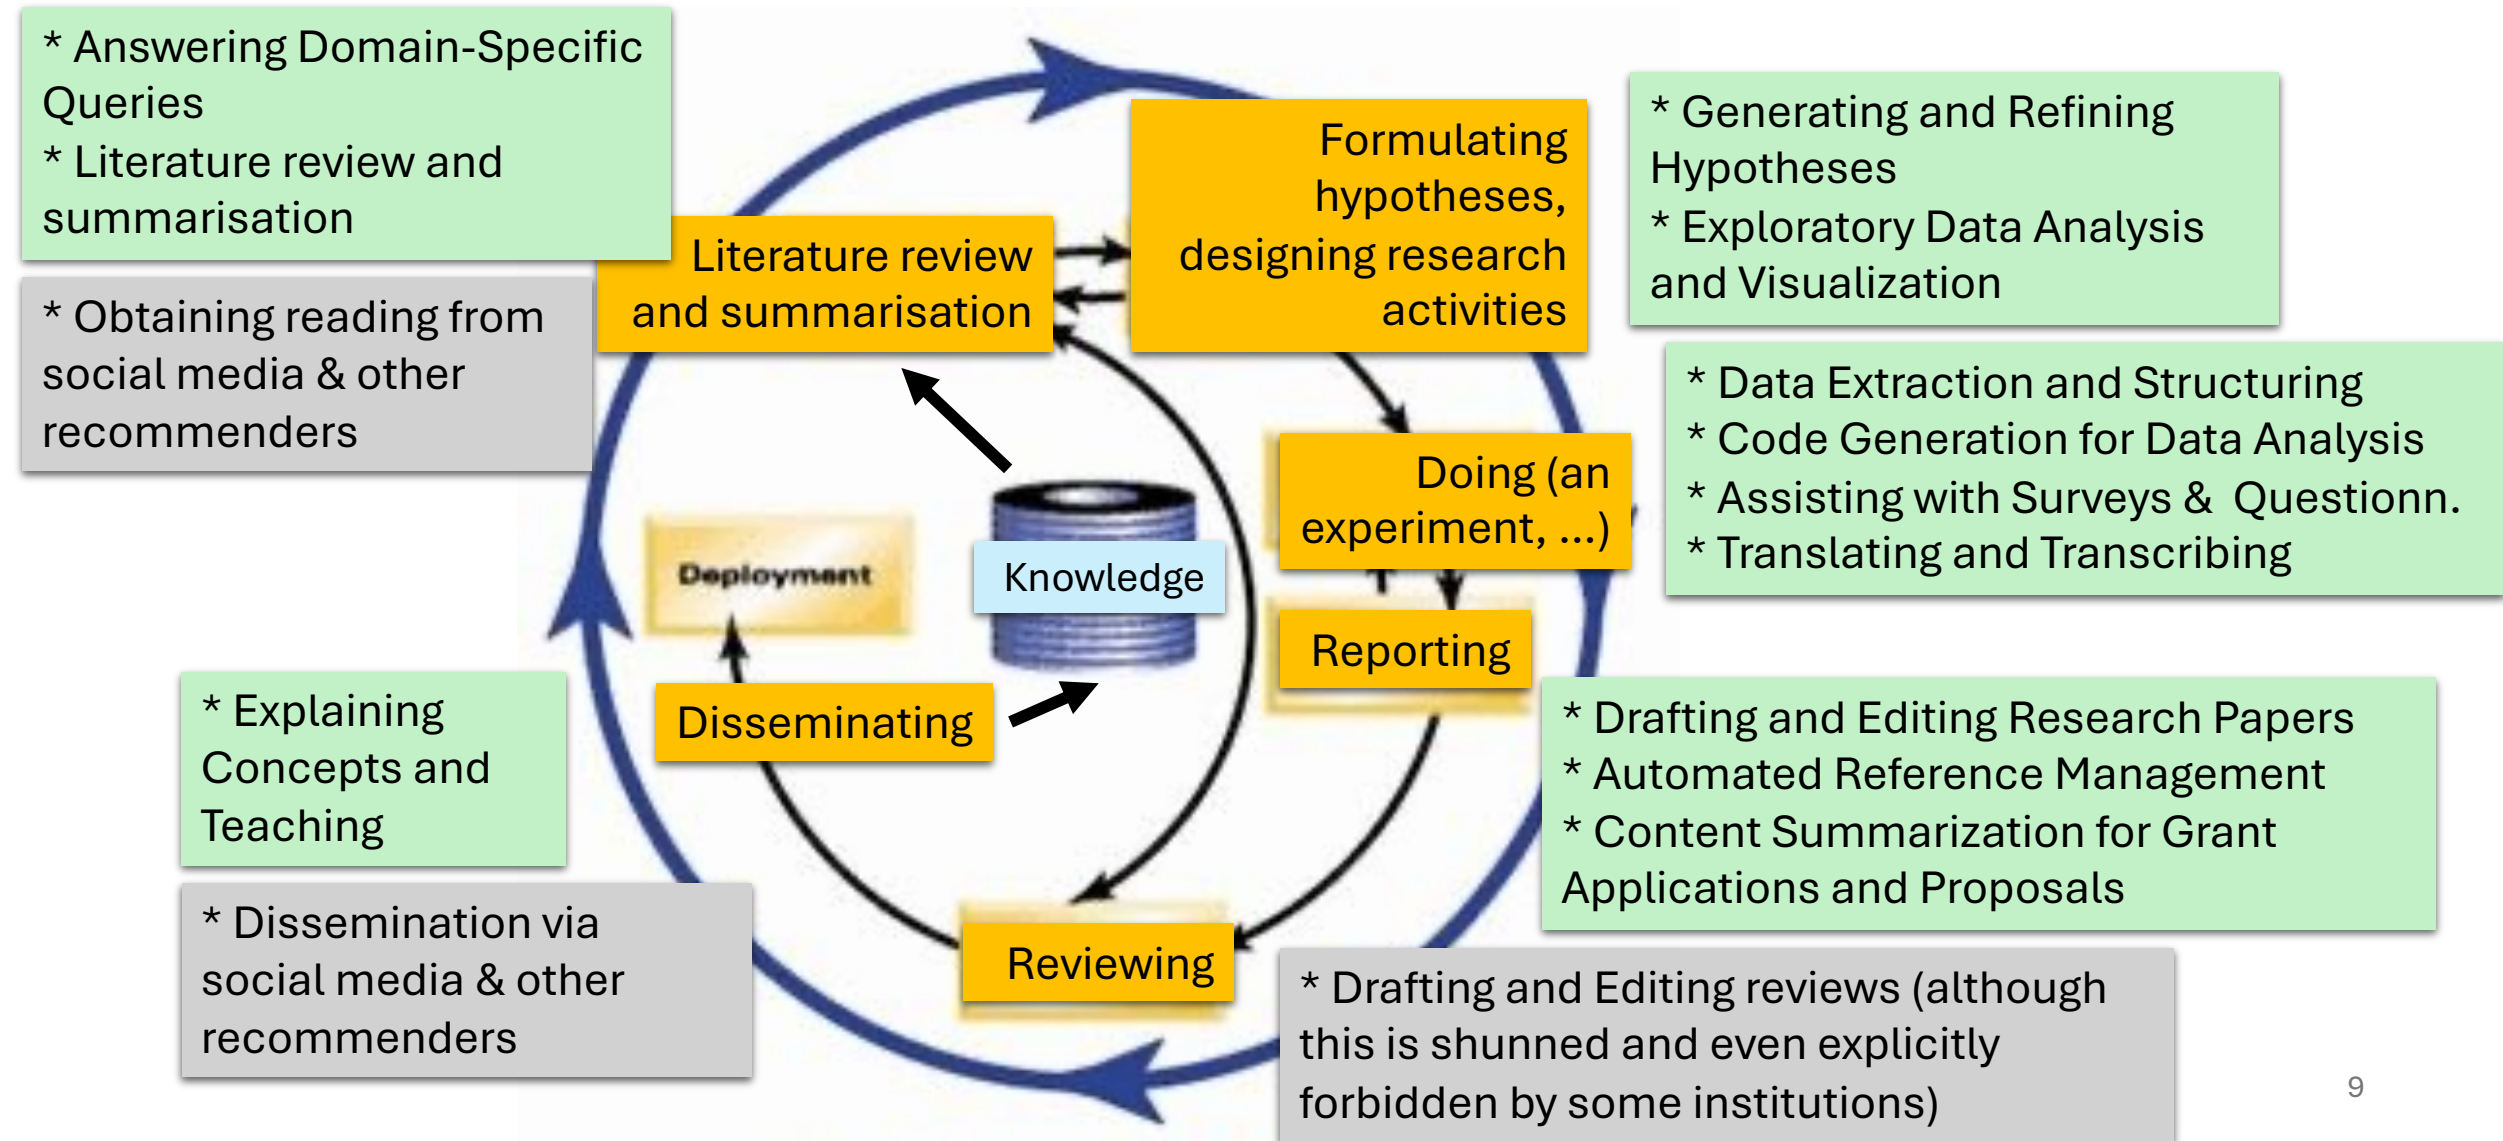 * Answering Domain-Specific
Queries
* Literature review and
summarisation
* Obtaining reading from
social media & other
recommenders
Literature review
and summarisation
Formulating
hypotheses,
designing research
activities
* Generating and Refining
Hypotheses
* Exploratory Data Analysis
and Visualization
Doing (an
experiment, ...)
* Data Extraction and Structuring
* Code Generation for Data Analysis
* Assisting with Surveys & Questionn.
* Translating and Transcribing
Deployment
Knowledge
Reporting
* Drafting and Editing Research Papers
* Automated Reference Management
* Content Summarization for Grant
Applications and Proposals
Disseminating
* Explaining
Concepts and
Teaching
* Dissemination via
social media & other
recommenders
Reviewing
* Drafting and Editing reviews (although
this is shunned and even explicitly
forbidden by some institutions)
9